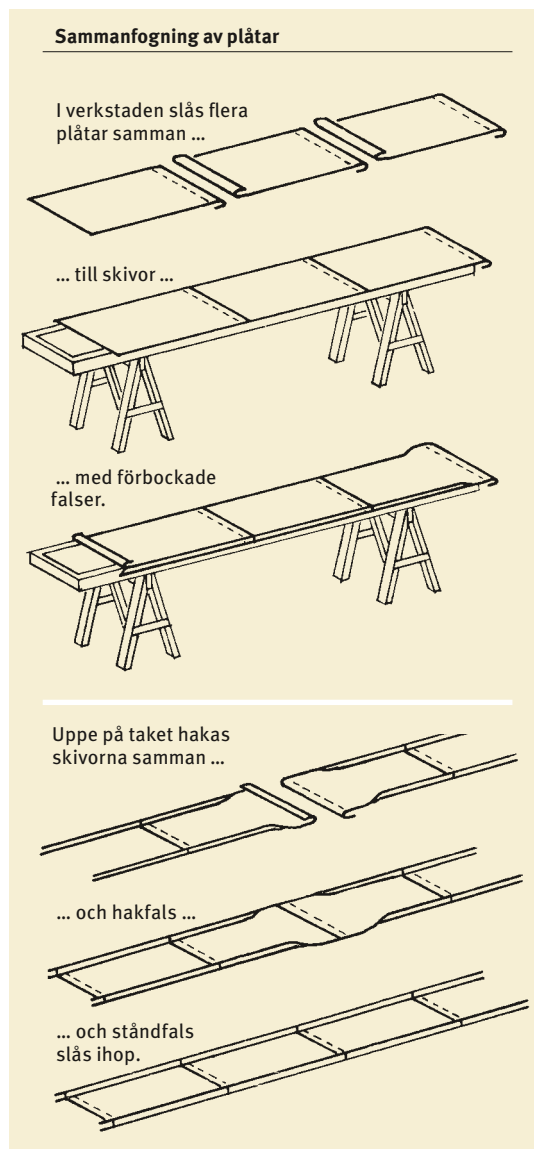 Sammanfogning av plåtar
I verkstaden slås flera
plåtar samman ...
... till skivor ...
... med förbockade
falser.
Uppe på taket hakas
skivorna samman ...
... och hakfals ...
... och ståndfals
slås ihop.